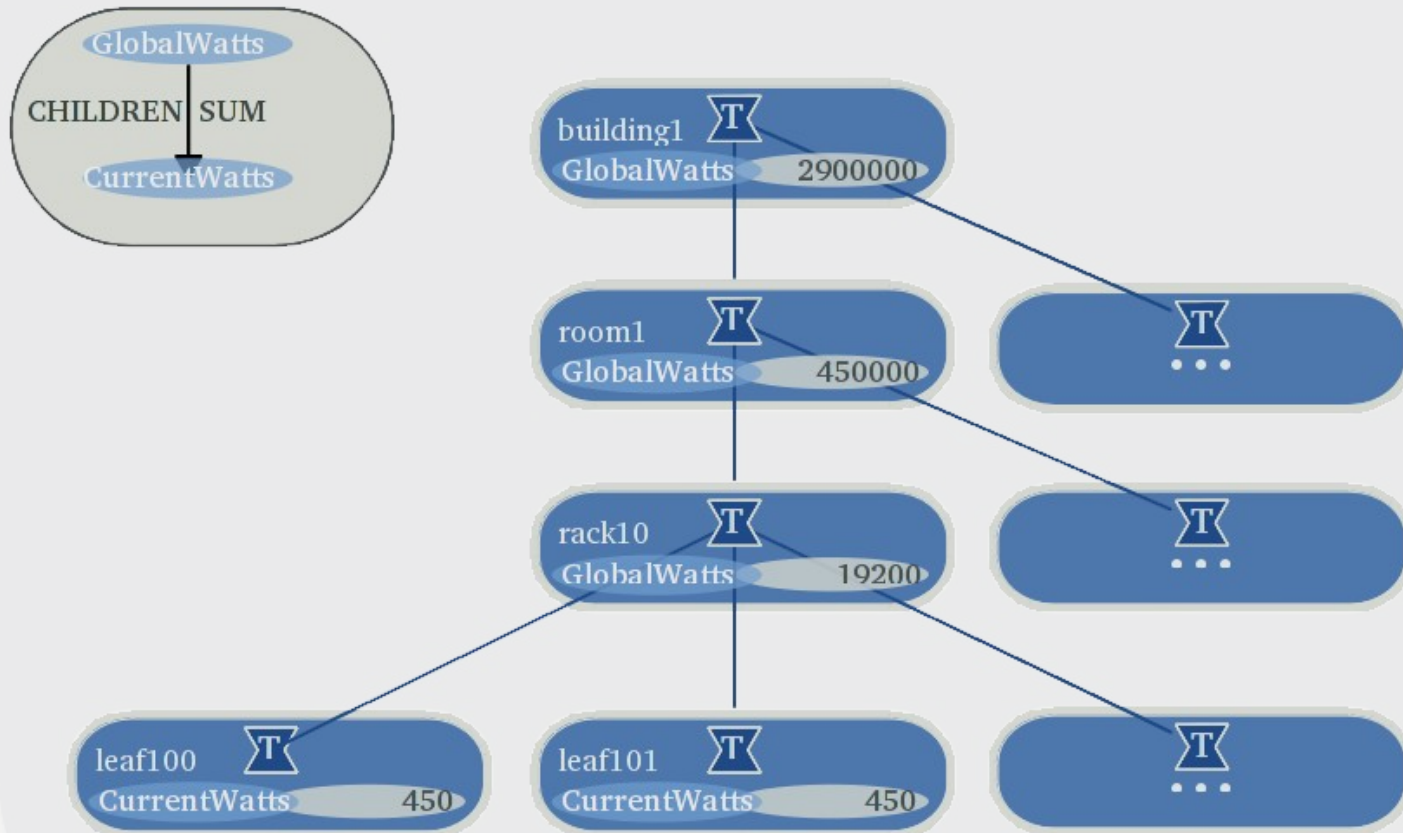 GlobalWatts
CHILDREN SUM
CurrentWatts
T
building1
GlobalWatts 2900000
T
room1
GlobalWatts 450000
T
...
T
rack10
GlobalWatts 19200
T
...
T
leaf100
CurrentWatts 450
T
leaf101
CurrentWatts 450
T
...